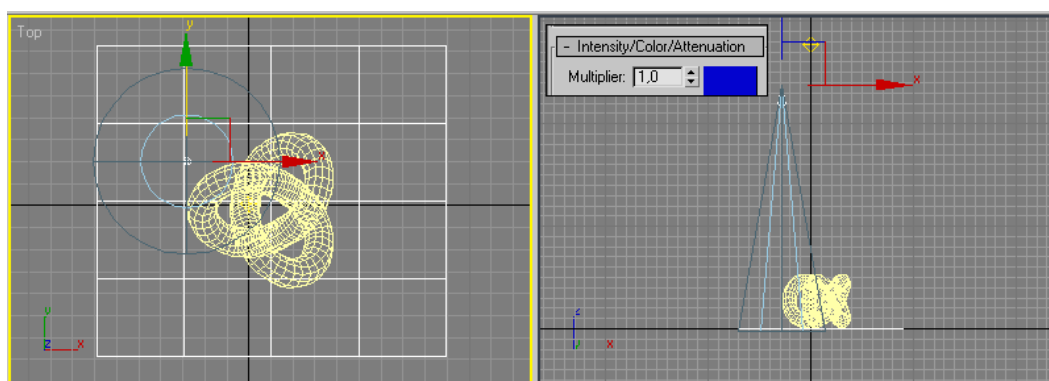 Top
y
x
y
z
x
- Intensity/Color/Attenuation
Multiplier: 1,0
x
z
y
x